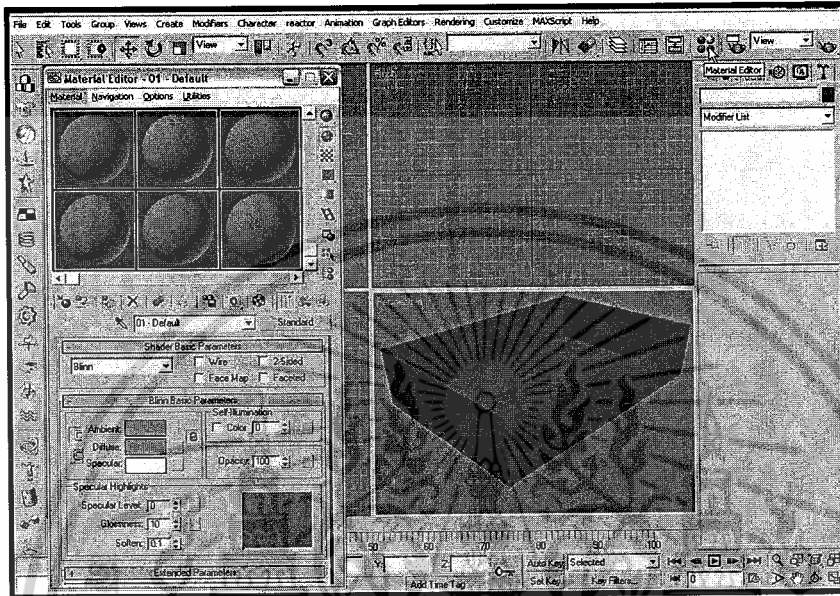 File Edit Tools Group Views Create Modifiers Character reactor Animation Graph Editors Rendering Customize MAXScript Help
View
View
Material Editor - 01 - Default
Material Editor
Material Navigation Options Utilities
Modifier List
01 - Default
Standard
Shader Basic Parameters
Blinn
Wire
2-Sided
Face Map
Faceted
Blinn Basic Parameters
Self-Illumination
Ambient:
Color 0
Diffuse:
Specular:
Opacity: 100
Specular Highlights
Specular Level: 0
Glossiness: 10
Soften: 0.1
Extended Parameters
50 60 70 80 90 100
Y: Z:
Auto Key Selected
Add Time Tag
Set Key Key Filters...
0